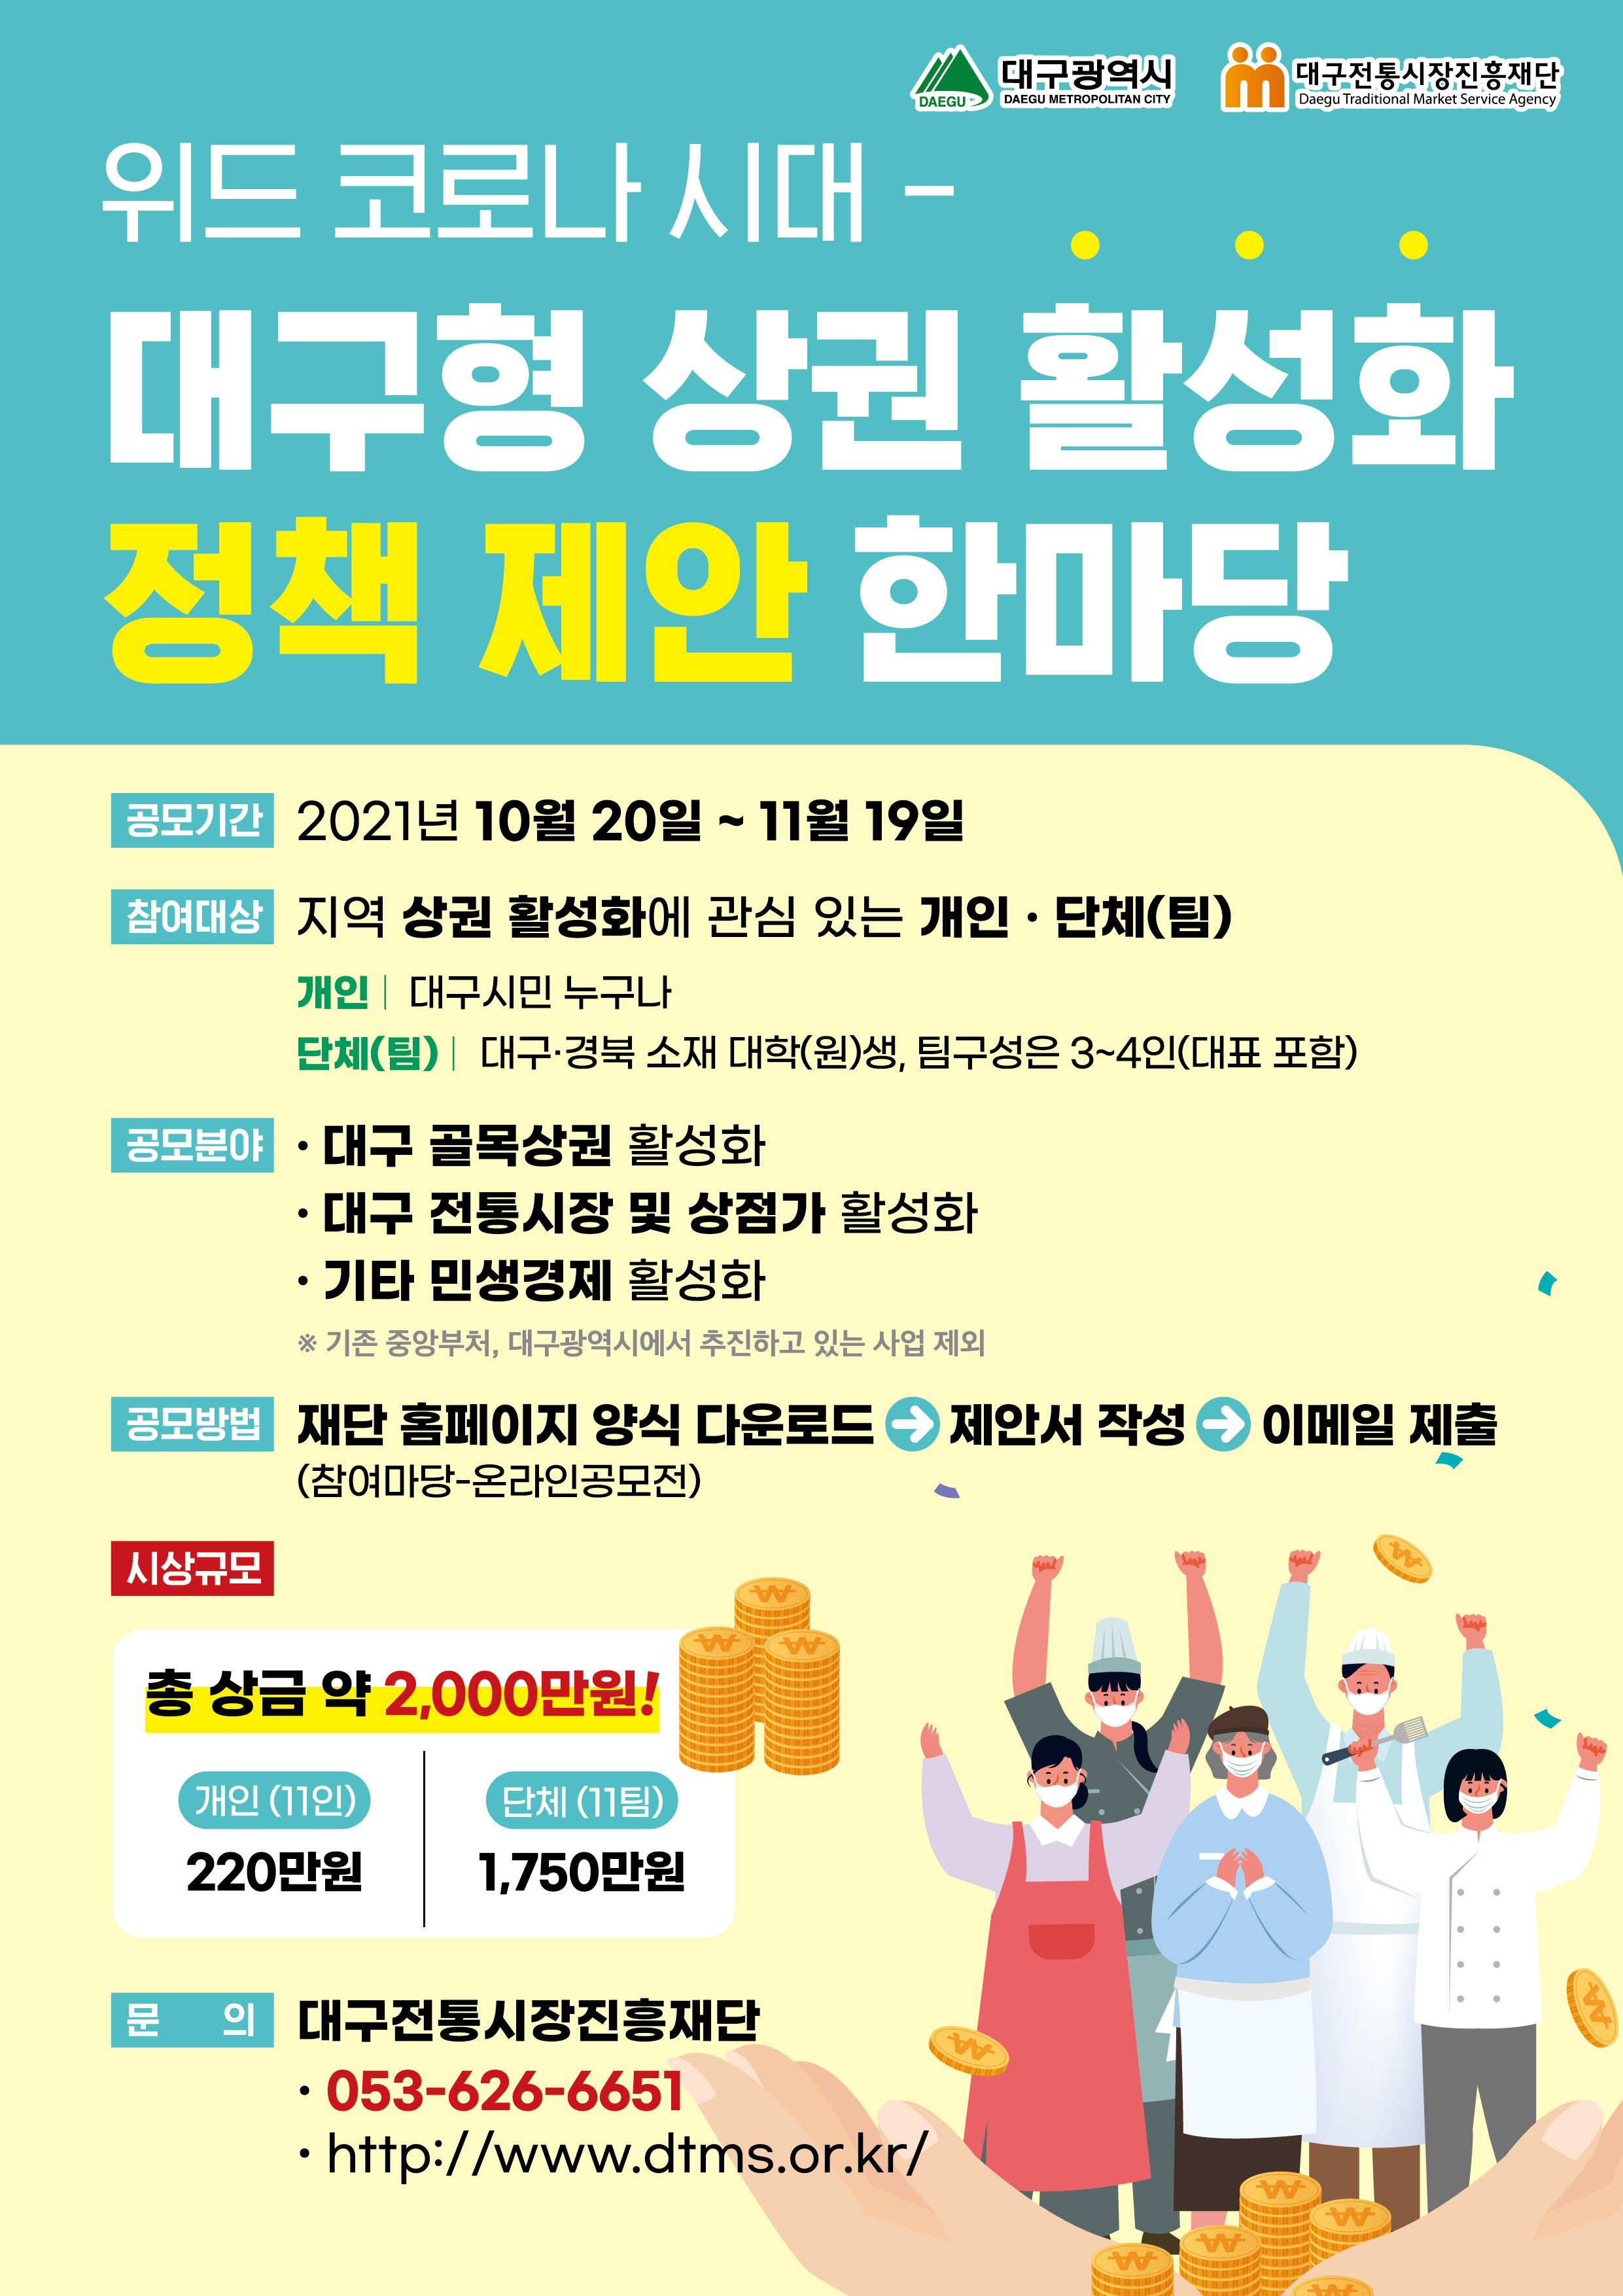 DAEGU
대구광역시
DAEGU METROPOLITAN CITY
대구전통시장진흥재단
Daegu Traditional Market Service Agency
위드 코로나 시대 -
대구형 상권 활성화
정책 제안 한마당
공모기간 2021년 10월 20일 ~ 11월 19일
참여대상 지역 상권 활성화에 관심 있는 개인 · 단체(팀)
개인 | 대구시민 누구나
단체(팀) | 대구·경북 소재 대학(원)생, 팀구성은 3~4인(대표 포함)
공모분야 · 대구 골목상권 활성화
· 대구 전통시장 및 상점가 활성화
· 기타 민생경제 활성화
※ 기존 중앙부처, 대구광역시에서 추진하고 있는 사업 제외
공모방법 재단 홈페이지 양식 다운로드 → 제안서 작성 → 이메일 제출
(참여마당-온라인공모전)
시상규모
총 상금 약 2,000만원!
개인 (11인) 단체 (11팀)
220만원 1,750만원
문 의 대구전통시장진흥재단
· 053-626-6651
· http://www.dtms.or.kr/